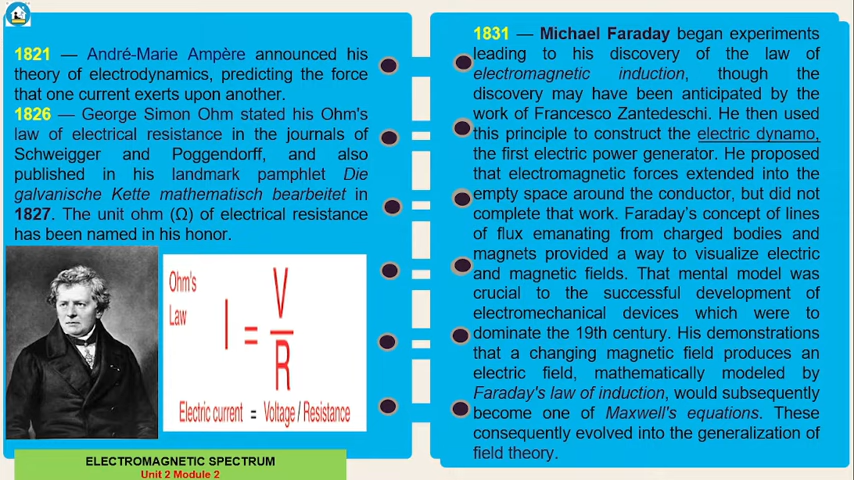 1821 — André-Marie Ampère announced his
theory of electrodynamics, predicting the force
that one current exerts upon another.
1826 — George Simon Ohm stated his Ohm's
law of electrical resistance in the journals of
Schweigger and Poggendorff, and also
published in his landmark pamphlet Die
galvanische Kette mathematisch bearbeitet in
1827. The unit ohm (Ω) of electrical resistance
has been named in his honor.
Ohm's
Law
I = V
R
Electric current = Voltage / Resistance
ELECTROMAGNETIC SPECTRUM
Unit 2 Module 2
1831 — Michael Faraday began experiments
leading to his discovery of the law of
electromagnetic induction, though the
discovery may have been anticipated by the
work of Francesco Zantedeschi. He then used
this principle to construct the electric dynamo,
the first electric power generator. He proposed
that electromagnetic forces extended into the
empty space around the conductor, but did not
complete that work. Faraday's concept of lines
of flux emanating from charged bodies and
magnets provided a way to visualize electric
and magnetic fields. That mental model was
crucial to the successful development of
electromechanical devices which were to
dominate the 19th century. His demonstrations
that a changing magnetic field produces an
electric field, mathematically modeled by
Faraday's law of induction, would subsequently
become one of Maxwell's equations. These
consequently evolved into the generalization of
field theory.